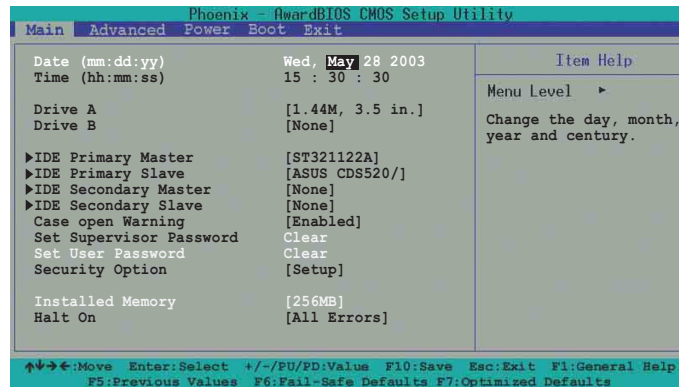 Phoenix - AwardBIOS CMOS Setup Utility
Main Advanced Power Boot Exit
Date (mm:dd:yy) Wed, May 28 2003
Time (hh:mm:ss) 15 : 30 : 30
Drive A [1.44M, 3.5 in.]
Drive B [None]
▶IDE Primary Master [ST321122A]
▶IDE Primary Slave [ASUS CDS520/]
▶IDE Secondary Master [None]
▶IDE Secondary Slave [None]
Case open Warning [Enabled]
Set Supervisor Password Clear
Set User Password Clear
Security Option [Setup]
Installed Memory [256MB]
Halt On [All Errors]
Item Help
Menu Level ▶
Change the day, month,
year and century.
↑↓→←:Move Enter:Select +/-/PU/PD:Value F10:Save Esc:Exit F1:General Help
F5:Previous Values F6:Fail-Safe Defaults F7:Optimized Defaults